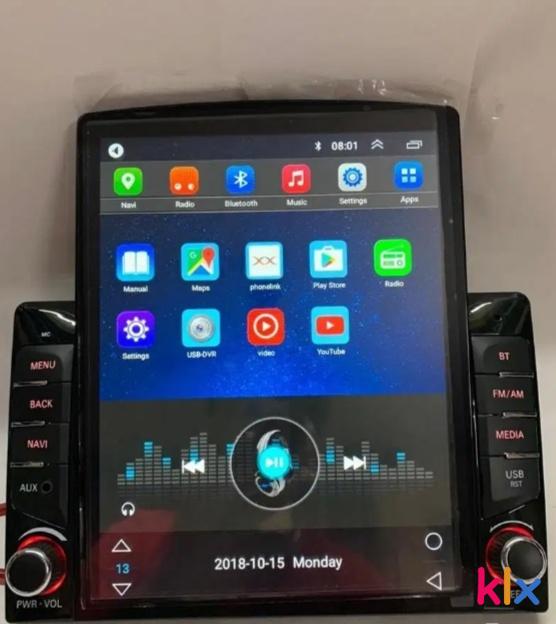 08:01
Navi Radio Bluetooth Music Settings Apps
Manual Maps phonelink Play Store Radio
Settings USB-DVR video YouTube
MC
MENU
BACK
NAVI
AUX
PWR - VOL
BT
FM/AM
MEDIA
USB
RST
13
2018-10-15 Monday
klx